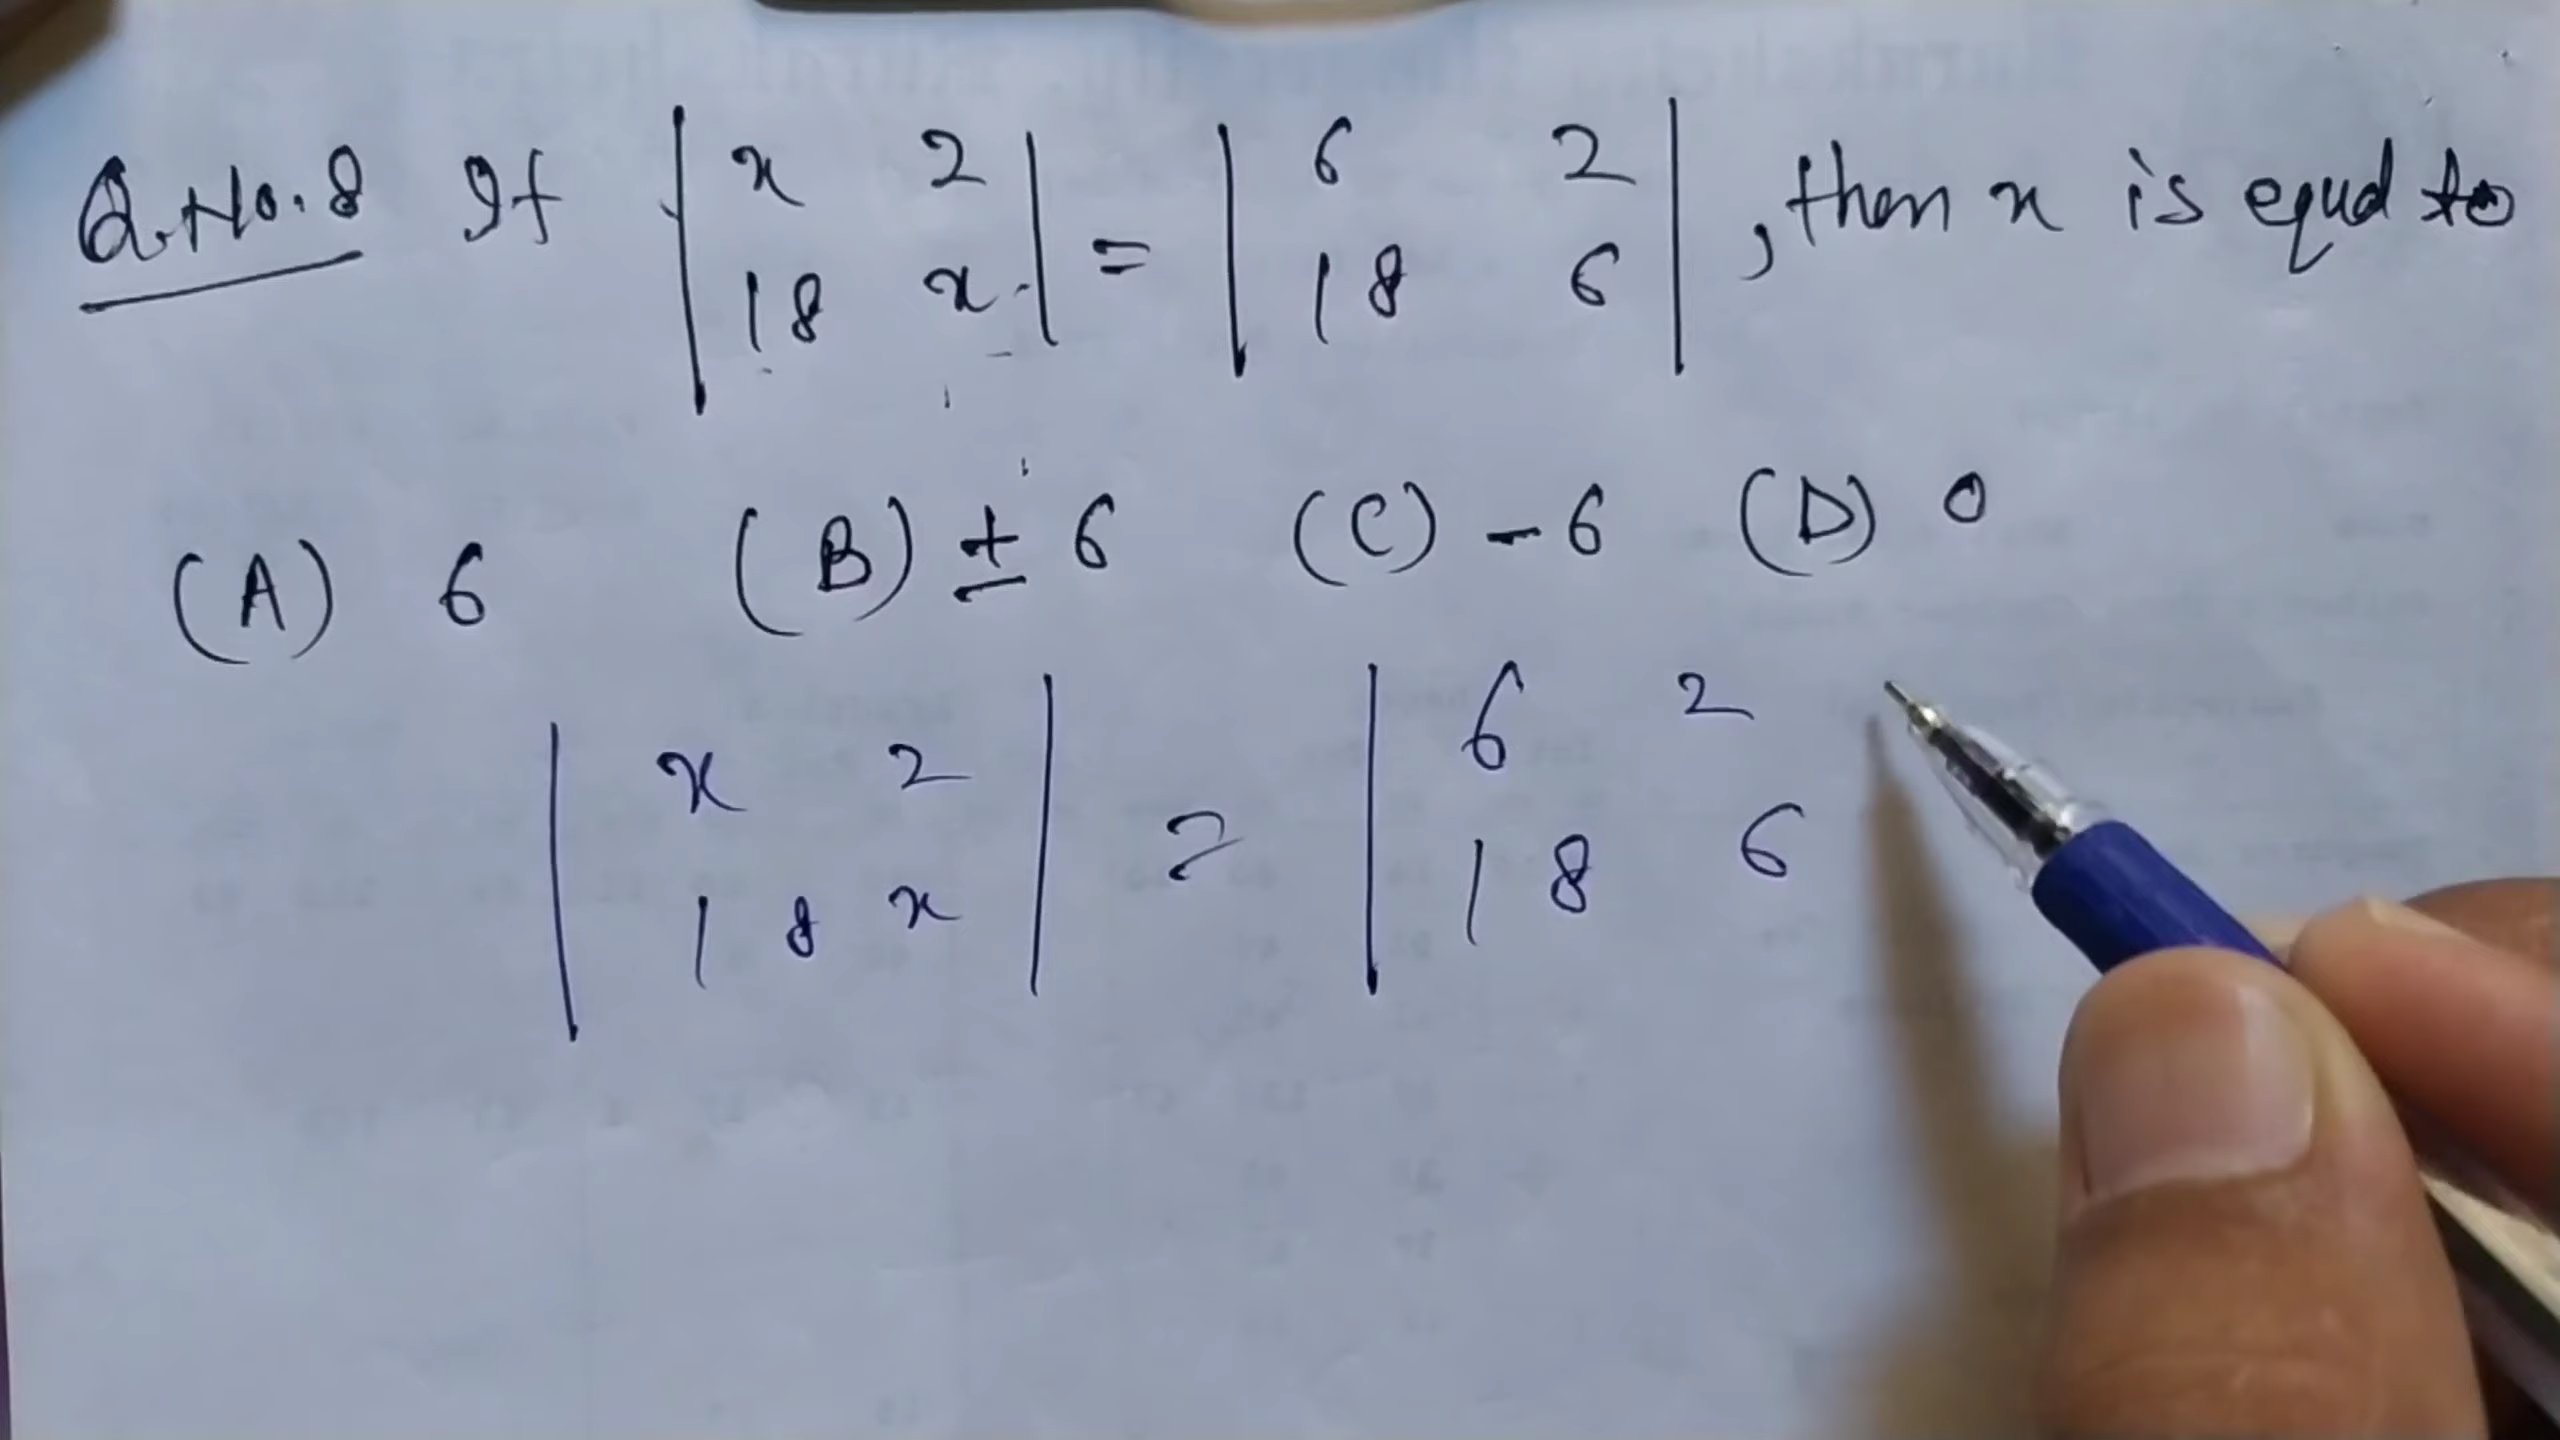 Q.No.8 If | x 2 | = | 6 2 | , then x is equal to
| 18 x | | 18 6 |
(A) 6 (B) ± 6 (C) - 6 (D) 0
| x 2 | = | 6 2
| 18 x | | 18 6